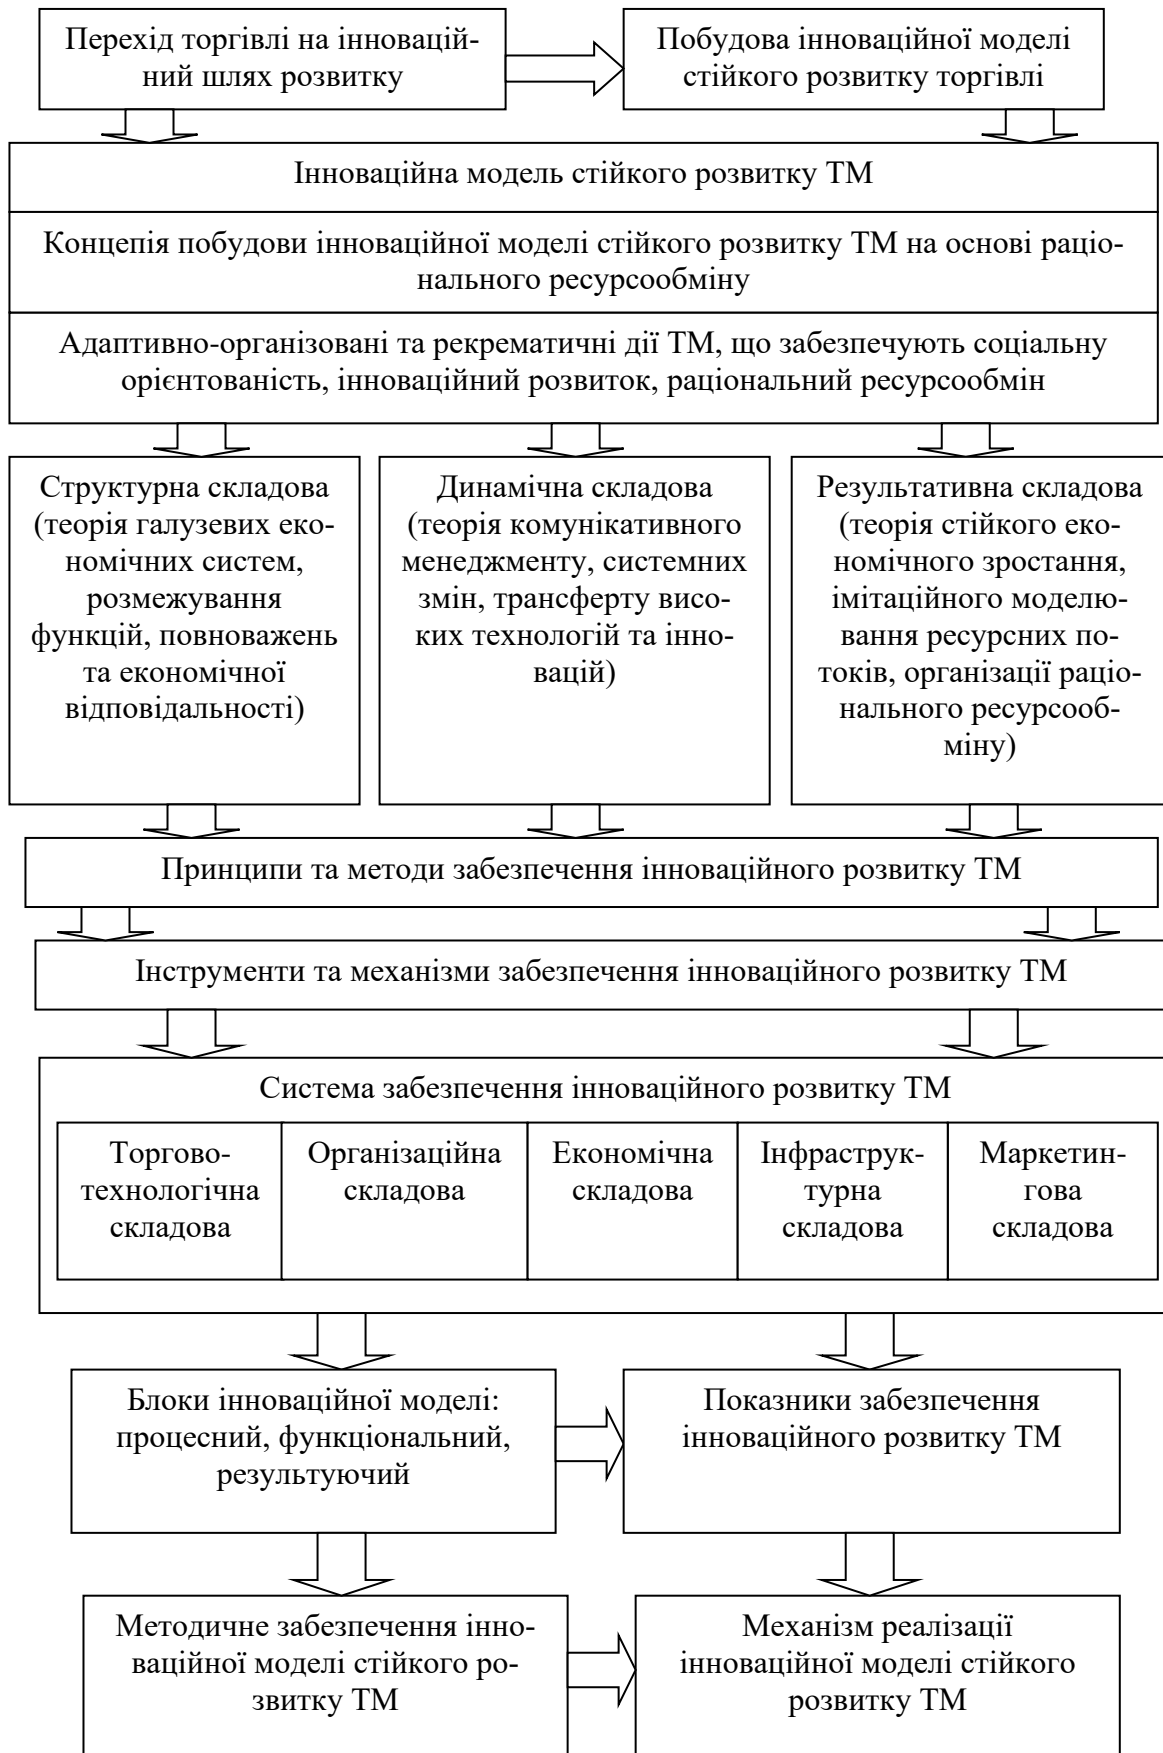 Перехід торгівлі на інновацій-
ний шлях розвитку
Побудова інноваційної моделі
стійкого розвитку торгівлі
Інноваційна модель стійкого розвитку ТМ
Концепія побудови інноваційної моделі стійкого розвитку ТМ на основі раціо-
нального ресурсообміну
Адаптивно-організовані та рекрематичні дії ТМ, що забезпечують соціальну
орієнтованість, інноваційний розвиток, раціональний ресурсообмін
Структурна складова
(теорія галузевих еко-
номічних систем,
розмежування
функцій, повноважень
та економічної
відповідальності)
Динамічна складова
(теорія комунікативного
менеджменту, системних
змін, трансферту висо-
ких технологій та інно-
вацій)
Результативна складова
(теорія стійкого еко-
номічного зростання,
імітаційного моделю-
вання ресурсних по-
токів, організації раціо-
нального ресурсооб-
міну)
Принципи та методи забезпечення інноваційного розвитку ТМ
Інструменти та механізми забезпечення інноваційного розвитку ТМ
Система забезпечення інноваційного розвитку ТМ
Торгово-
технологічна
складова
Організаційна
складова
Економічна
складова
Інфраструк-
турна
складова
Маркетин-
гова
складова
Блоки інноваційної моделі:
процесний, функціональний,
результуючий
Показники забезпечення
інноваційного розвитку ТМ
Методичне забезпечення інно-
ваційної моделі стійкого ро-
звитку ТМ
Механізм реалізації
інноваційної моделі стійкого
розвитку ТМ